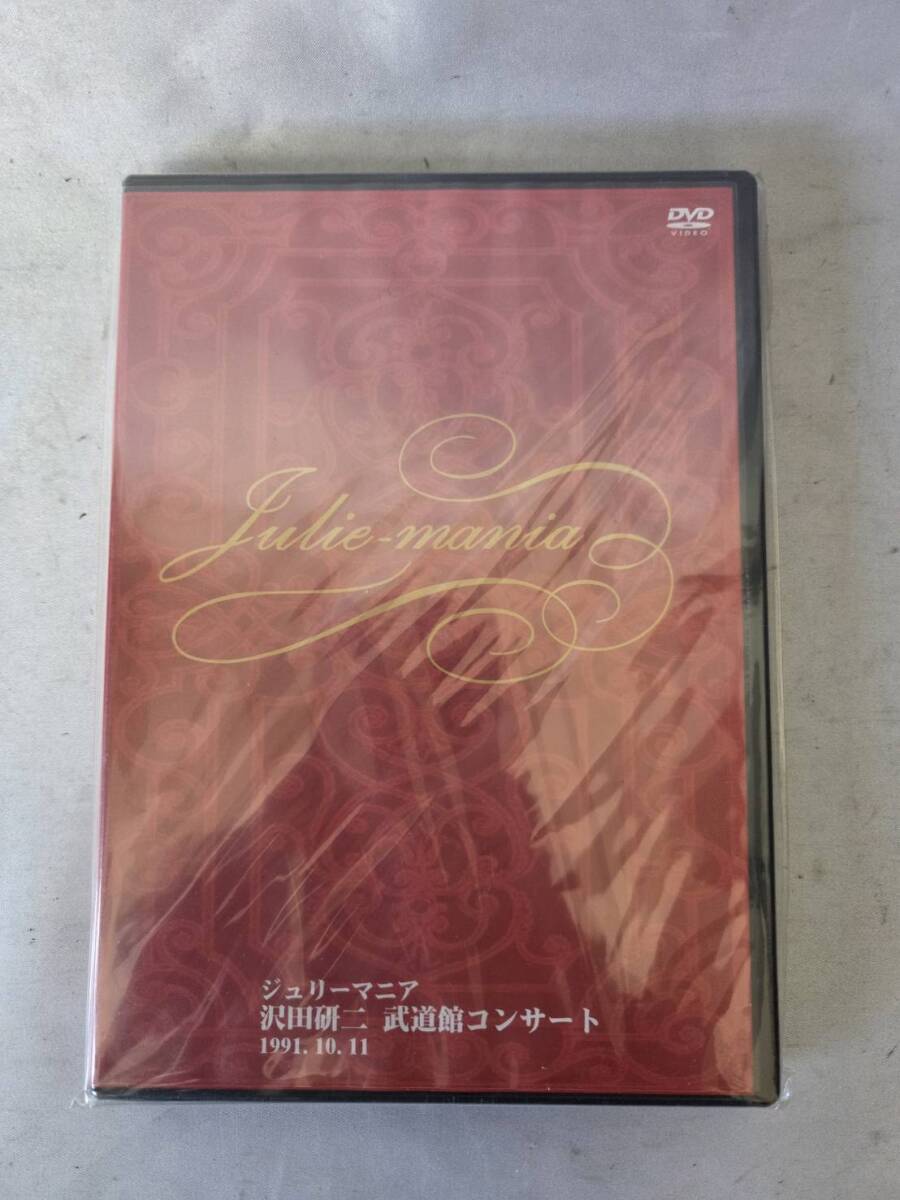 DVD
VIDEO
Julie-mania
ジュリーマニア
沢田研二 武道館コンサート
1991. 10. 11